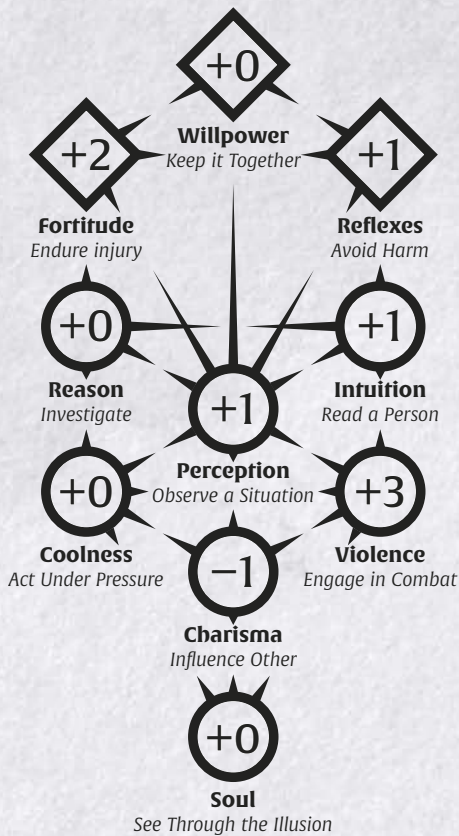 +0
Willpower
Keep it Together
+2
+1
Fortitude
Endure injury
Reflexes
Avoid Harm
+0
+1
Reason
Investigate
Intuition
Read a Person
+1
Perception
Observe a Situation
+0
+3
Coolness
Act Under Pressure
Violence
Engage in Combat
−1
Charisma
Influence Other
+0
Soul
See Through the Illusion